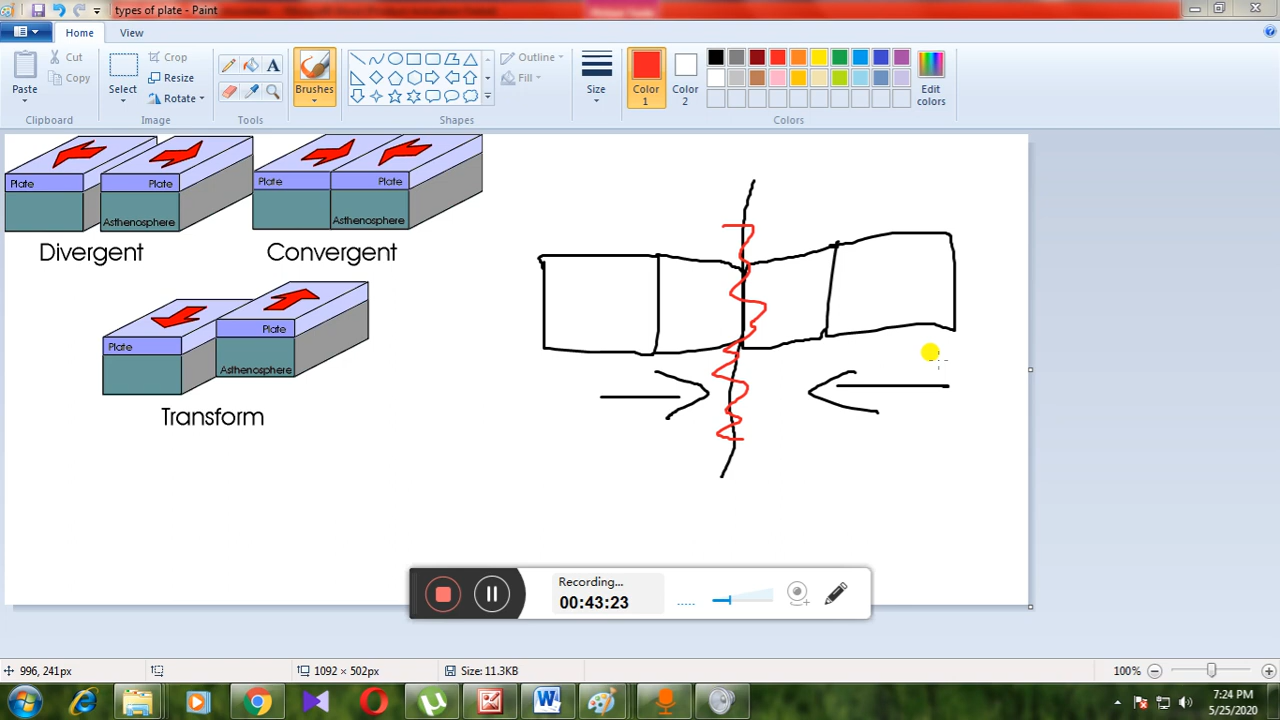 types of plate - Paint
Home
View
Paste
Cut
Copy
Clipboard
Select
Crop
Resize
Rotate
Image
Tools
Brushes
Shapes
Outline
Fill
Size
Color 1
Color 2
Edit colors
Colors
Plate
Plate
Asthenosphere
Divergent
Plate
Plate
Asthenosphere
Convergent
Plate
Plate
Asthenosphere
Transform
Recording...
00:43:23
996, 241px
1092 × 502px
Size: 11.3KB
100%
7:24 PM
5/25/2020